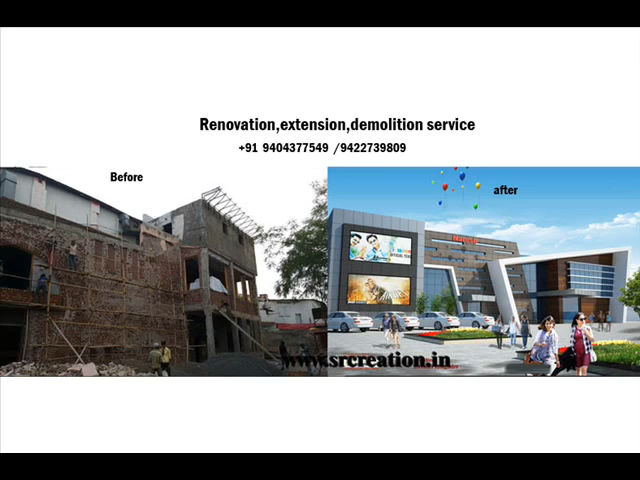 Renovation,extension,demolition service
+91 9404377549 /9422739809
Before
after
www.srcreation.in